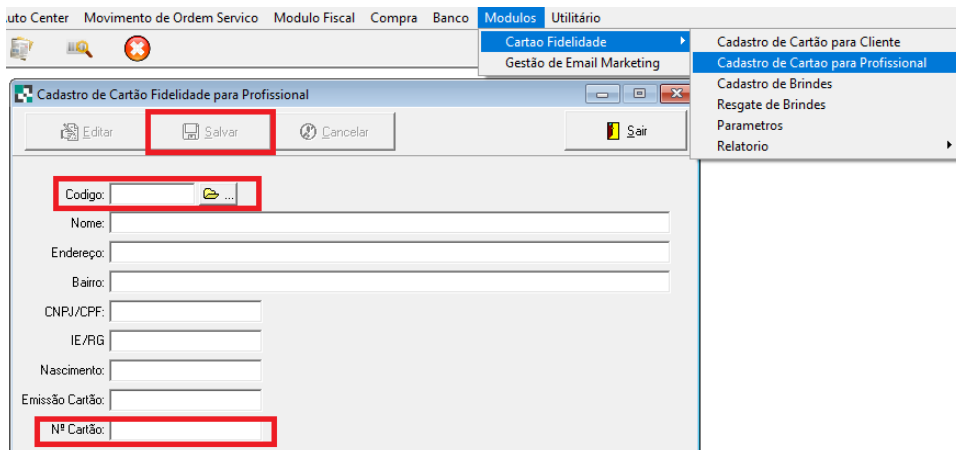 uto Center Movimento de Ordem Servico Modulo Fiscal Compra Banco Modulos Utilitário
Cartao Fidelidade
Gestão de Email Marketing
Cadastro de Cartão para Cliente
Cadastro de Cartao para Profissional
Cadastro de Brindes
Resgate de Brindes
Parametros
Relatorio
Cadastro de Cartão Fidelidade para Profissional
Editar Salvar Cancelar Sair
Codigo: ...
Nome:
Endereço:
Bairro:
CNPJ/CPF:
IE/RG
Nascimento:
Emissão Cartão:
Nº Cartão: